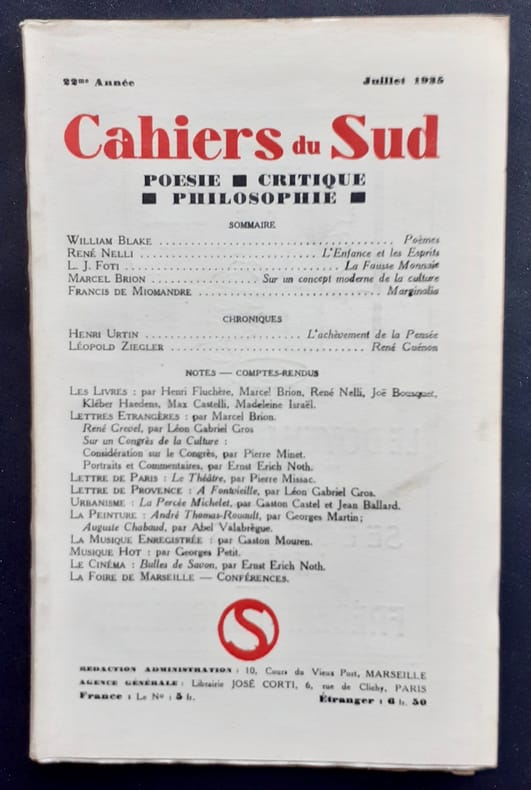 22me Année Juillet 1935
Cahiers du Sud
POESIE ■ CRITIQUE
■ PHILOSOPHIE ■
SOMMAIRE
WILLIAM BLAKE ........................................ Poèmes
RENÉ NELLI ........................... L'Enfance et les Esprits
L. J. FOTI ................................ La Fausse Monnaie
MARCEL BRION ................ Sur un concept moderne de la culture
FRANCIS DE MIOMANDRE ............................ Marginalia
CHRONIQUES
HENRI URTIN ........................ L'achèvement de la Pensée
LÉOPOLD ZIEGLER .............................. René Guénon
NOTES — COMPTES-RENDUS
LES LIVRES : par Henri Fluchère, Marcel Brion, René Nelli, Joë Bousquet,
Kléber Haedens, Max Castelli, Madeleine Israël.
LETTRES ETRANGÈRES : par Marcel Brion.
René Crevel, par Léon Gabriel Gros
Sur un Congrès de la Culture :
Considération sur le Congrès, par Pierre Minet.
Portraits et Commentaires, par Ernst Erich Noth.
LETTRE DE PARIS : Le Théâtre, par Pierre Missac.
LETTRE DE PROVENCE : A Fontvieille, par Léon Gabriel Gros.
URBANISME : La Percée Michelet, par Gaston Castel et Jean Ballard.
LA PEINTURE : André Thomas-Rouault, par Georges Martin ;
Auguste Chabaud, par Abel Valabrègue.
LA MUSIQUE ENREGISTRÉE : par Gaston Mouren.
MUSIQUE HOT : par Georges Petit.
LE CINÉMA : Bulles de Savon, par Ernst Erich Noth.
LA FOIRE DE MARSEILLE — CONFÉRENCES.
S
REDACTION ADMINISTRATION : 10, Cours du Vieux Port, MARSEILLE
AGENCE GÉNÉRALE : Librairie JOSÉ CORTI, 6, rue de Clichy, PARIS
France : Le No : 5 fr. Étranger : 6 fr. 50